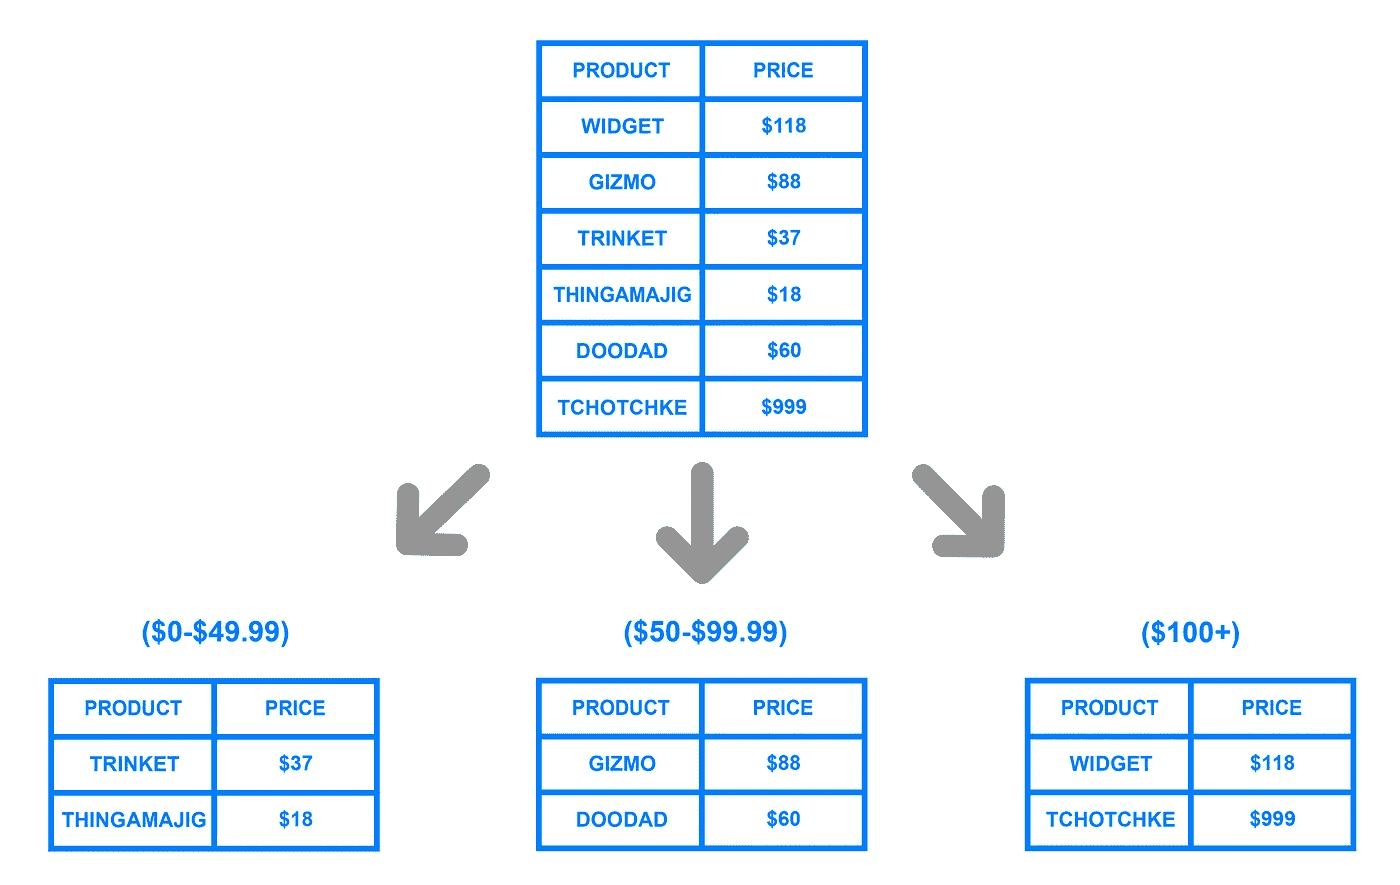 PRODUCT PRICE
WIDGET $118
GIZMO $88
TRINKET $37
THINGAMAJIG $18
DOODAD $60
TCHOTCHKE $999
($0-$49.99)
PRODUCT PRICE
TRINKET $37
THINGAMAJIG $18
($50-$99.99)
PRODUCT PRICE
GIZMO $88
DOODAD $60
($100+)
PRODUCT PRICE
WIDGET $118
TCHOTCHKE $999